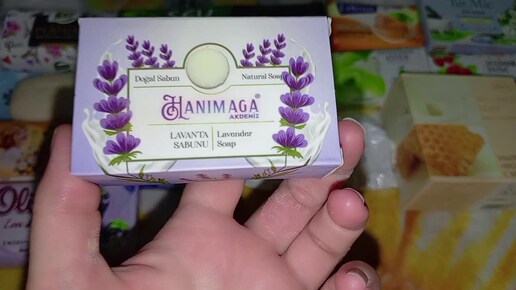 Doğal Sabun
Natural Soap
HANIMAGA®
AKDENİZ
LAVANTA
SABUNU
Lavender
Soap